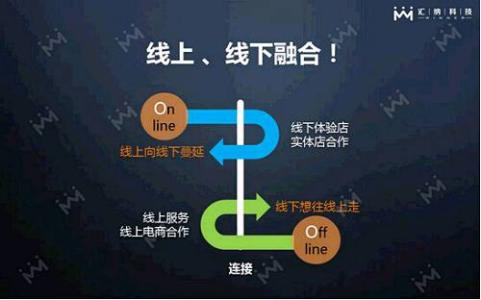 汇|纳|科|技
WINNER
线上 、线下融合！
On
line
线下体验店
实体店合作
线上向线下蔓延
线下想往线上走
线上服务
线上电商合作
Off
line
连接